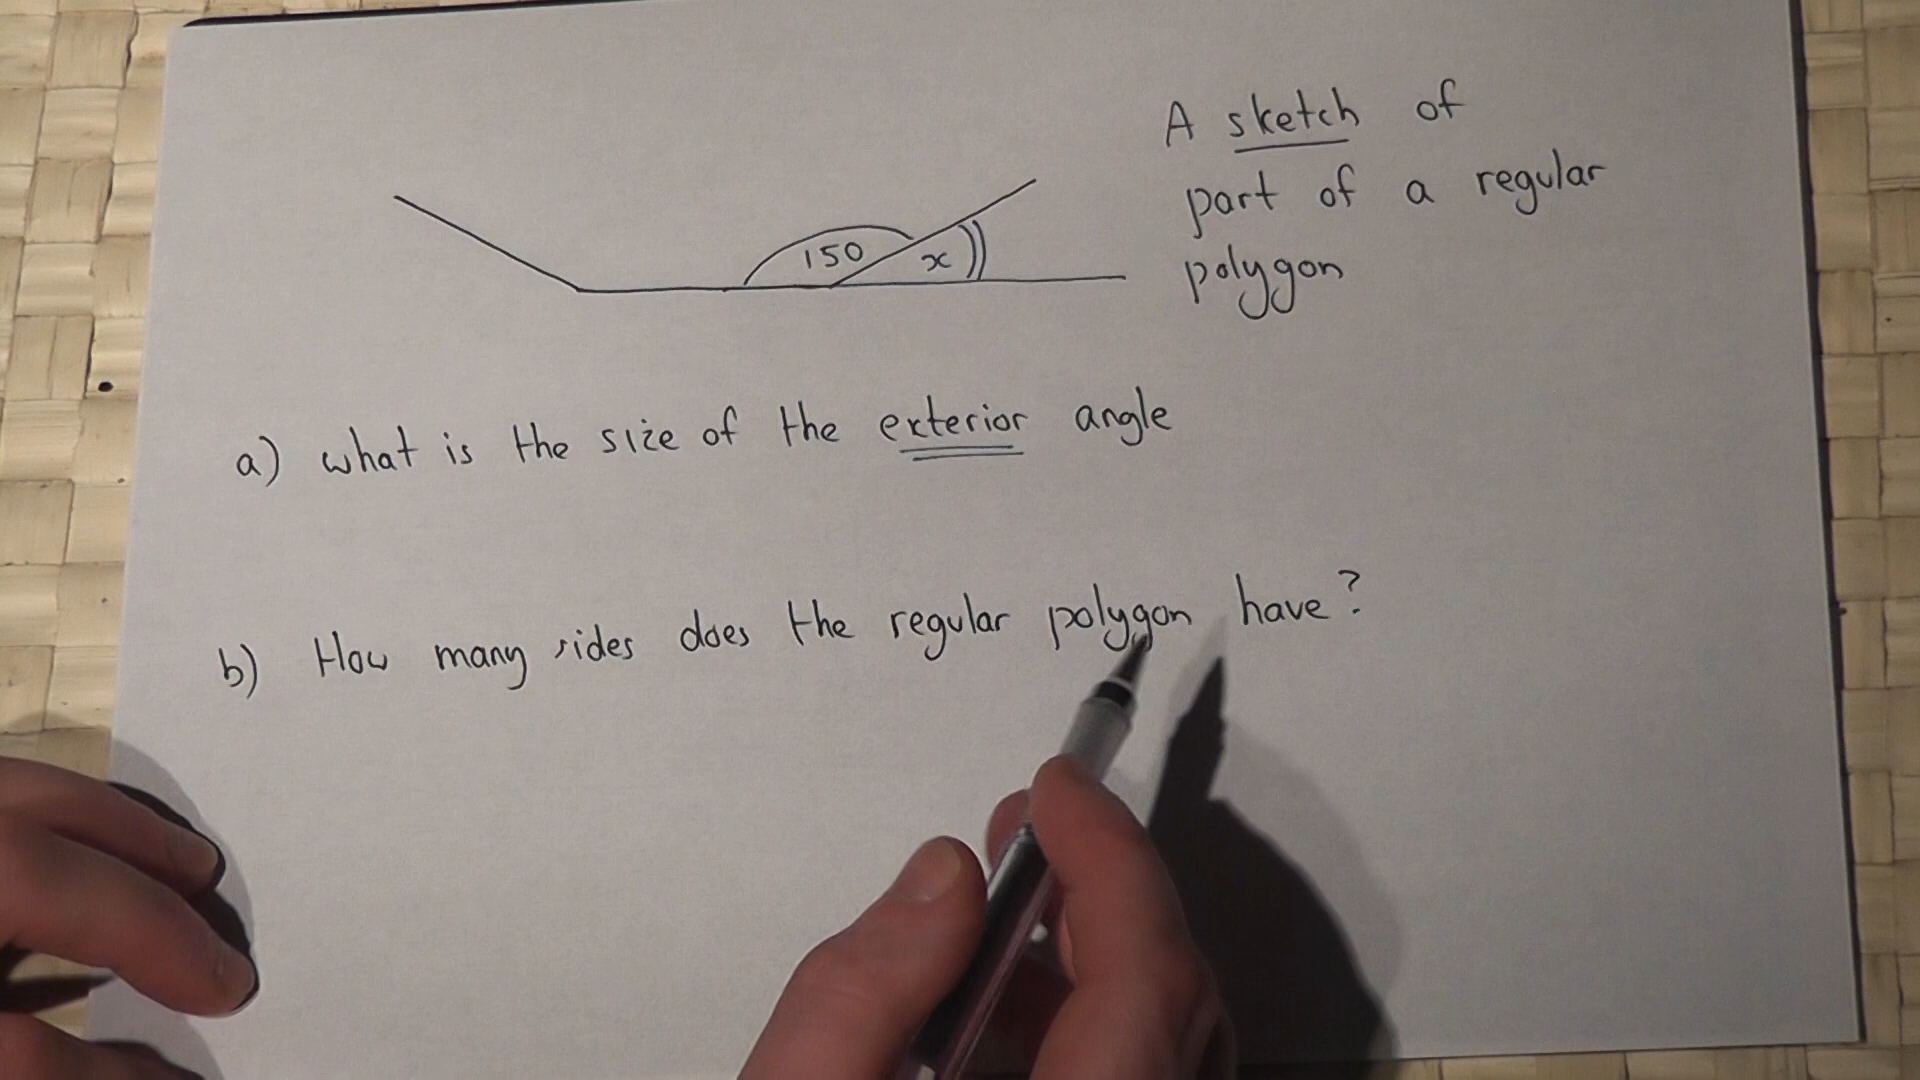 150
x
A sketch of
part of a regular
polygon
a) what is the size of the exterior angle
b) How many sides does the regular polygon have?